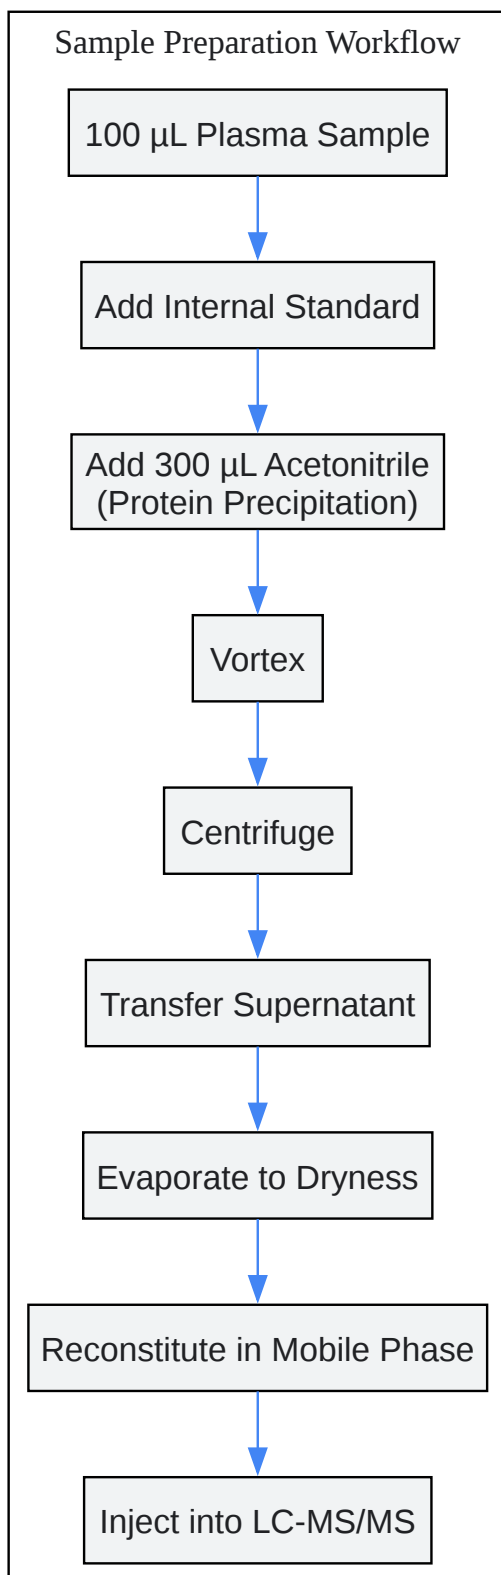 Sample Preparation Workflow
100 µL Plasma Sample
Add Internal Standard
Add 300 µL Acetonitrile
(Protein Precipitation)
Vortex
Centrifuge
Transfer Supernatant
Evaporate to Dryness
Reconstitute in Mobile Phase
Inject into LC-MS/MS